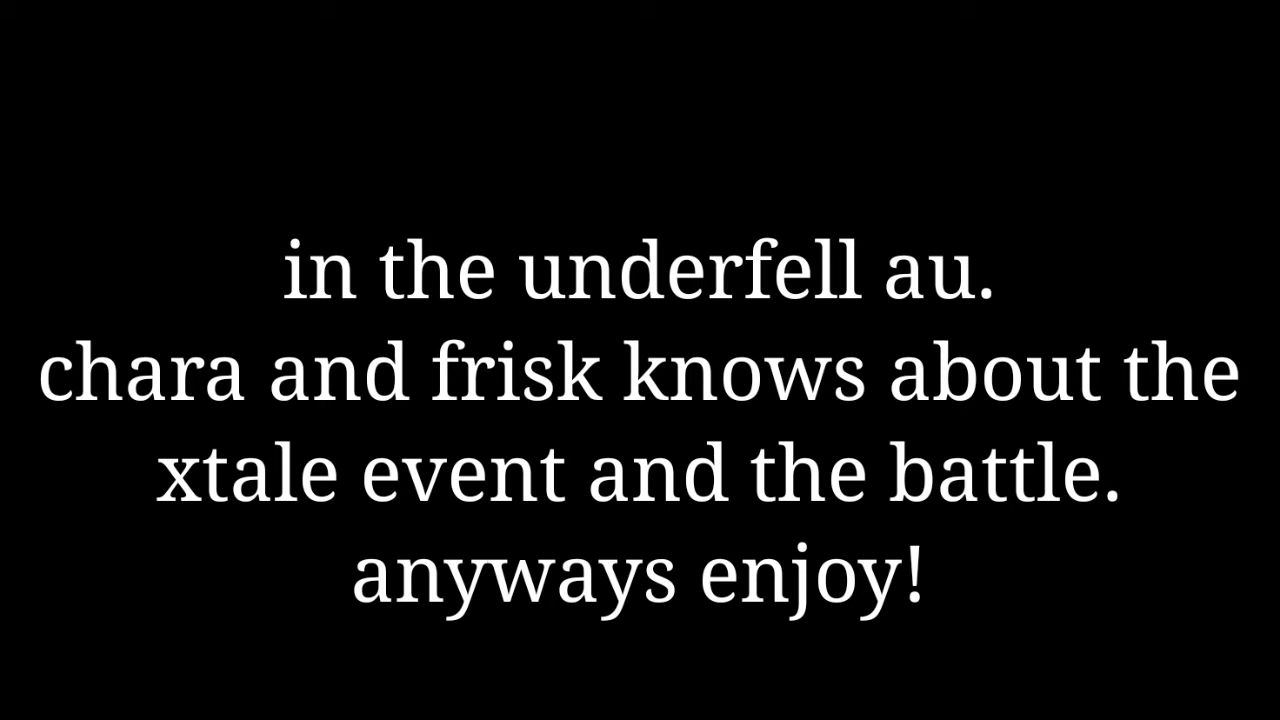 in the underfell au.
chara and frisk knows about the
xtale event and the battle.
anyways enjoy!